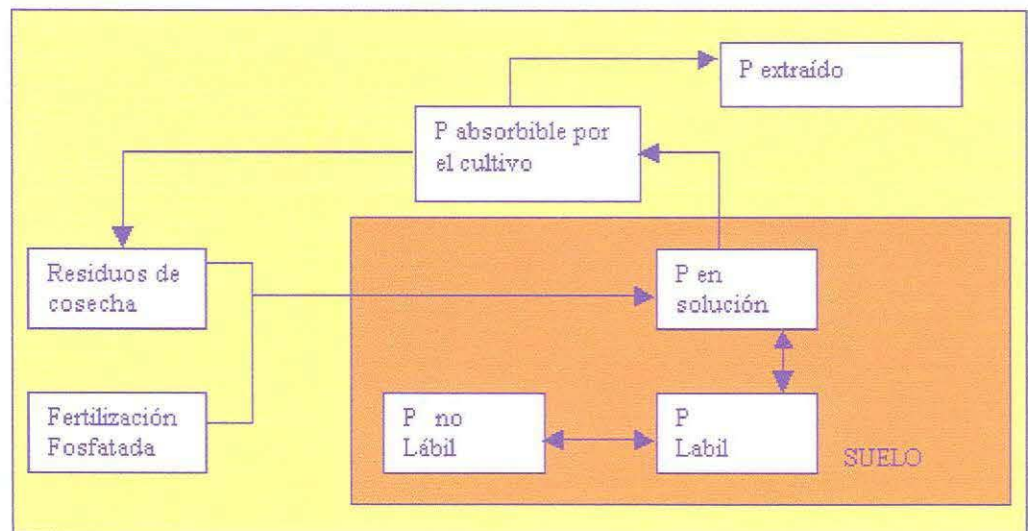 P extraído
P absorbible por
el cultivo
Residuos de
cosecha
P en
solución
Fertilización
Fosfatada
P no
Lábil
P
Labil
SUELO